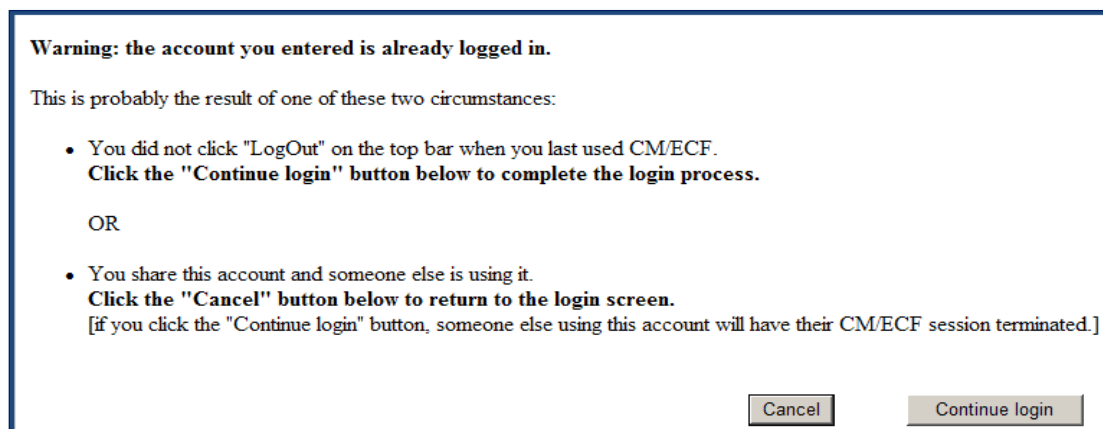 Warning: the account you entered is already logged in.
This is probably the result of one of these two circumstances:
• You did not click "LogOut" on the top bar when you last used CM/ECF.
Click the "Continue login" button below to complete the login process.
OR
• You share this account and someone else is using it.
Click the "Cancel" button below to return to the login screen.
[if you click the "Continue login" button, someone else using this account will have their CM/ECF session terminated.]
Cancel Continue login